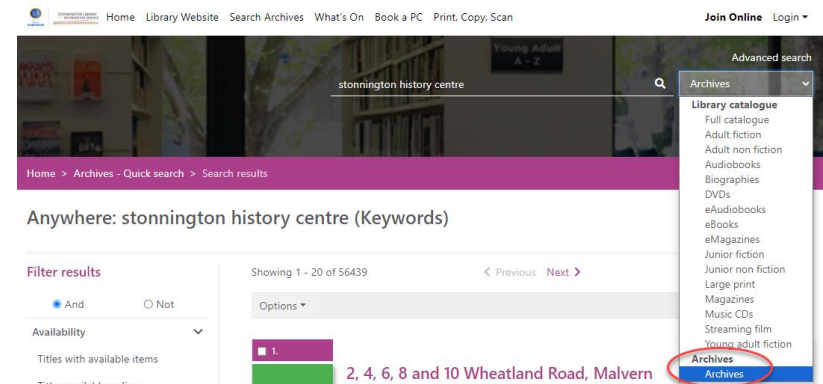 Home Library Website Search Archives What's On Book a PC Print, Copy, Scan Join Online Login
Young Adult
A - Z
Advanced search
stonnington history centre
Archives
Library catalogue
Full catalogue
Adult fiction
Adult non fiction
Audiobooks
Biographies
DVDs
eAudiobooks
eBooks
eMagazines
Junior fiction
Junior non fiction
Large print
Magazines
Music CDs
Streaming film
Young adult fiction
Archives
Archives
Home > Archives - Quick search > Search results
Anywhere: stonnington history centre (Keywords)
Filter results
And Not
Availability
Titles with available items
Showing 1 - 20 of 56439
Previous Next
Options
1.
2, 4, 6, 8 and 10 Wheatland Road, Malvern